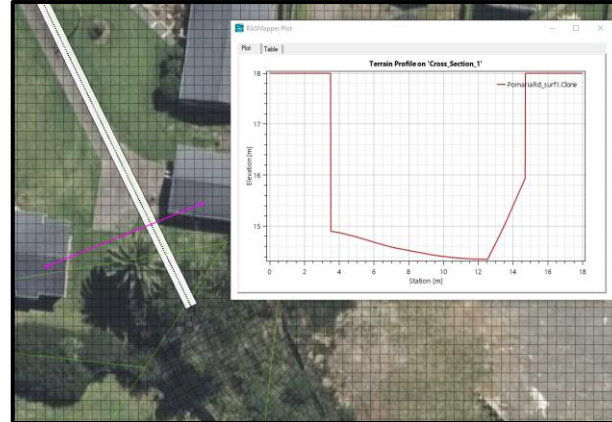 RASMapper Plot
Plot Table
Terrain Profile on 'Cross_Section_1'
PomariaRd_surf1.Clone
18
17
16
15
Elevation [m]
0 2 4 6 8 10 12 14 16 18
Station [m]